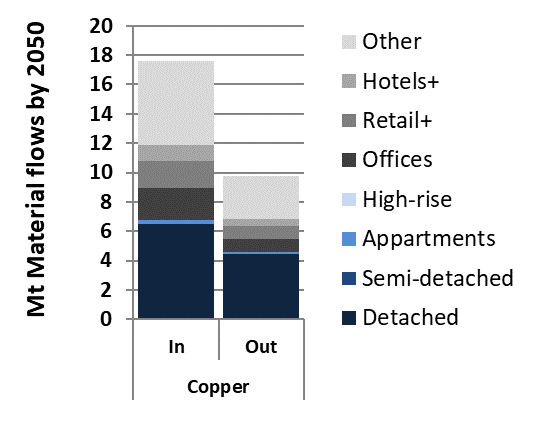 Mt Material flows by 2050
20
18
16
14
12
10
8
6
4
2
0
In
Out
Copper
Other
Hotels+
Retail+
Offices
High-rise
Appartments
Semi-detached
Detached